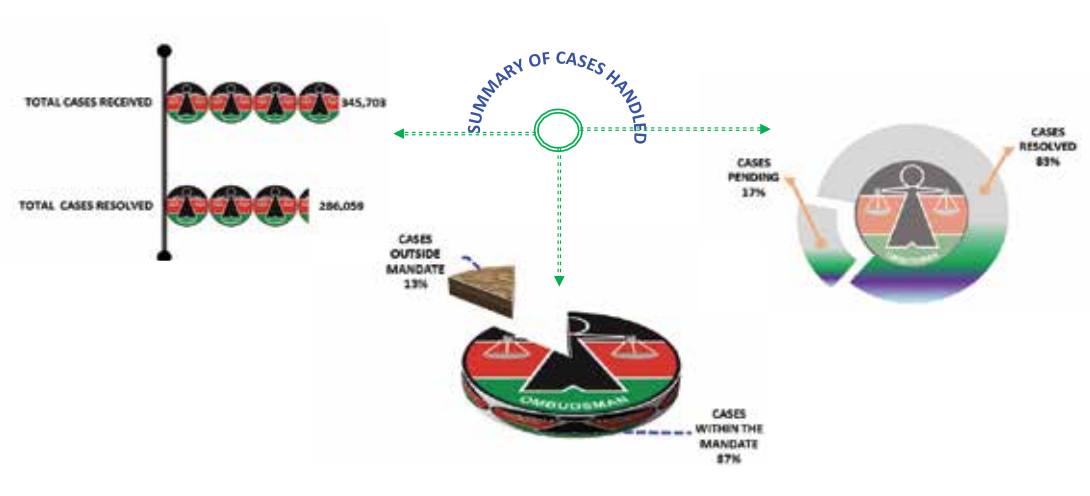 SUMMARY OF CASES HANDLED
TOTAL CASES RECEIVED
345,703
TOTAL CASES RESOLVED
286,059
CASES
OUTSIDE
MANDATE
13%
OMBUDSMAN
CASES
WITHIN THE
MANDATE
87%
CASES
PENDING
17%
CASES
RESOLVED
83%
OMBUDSMAN